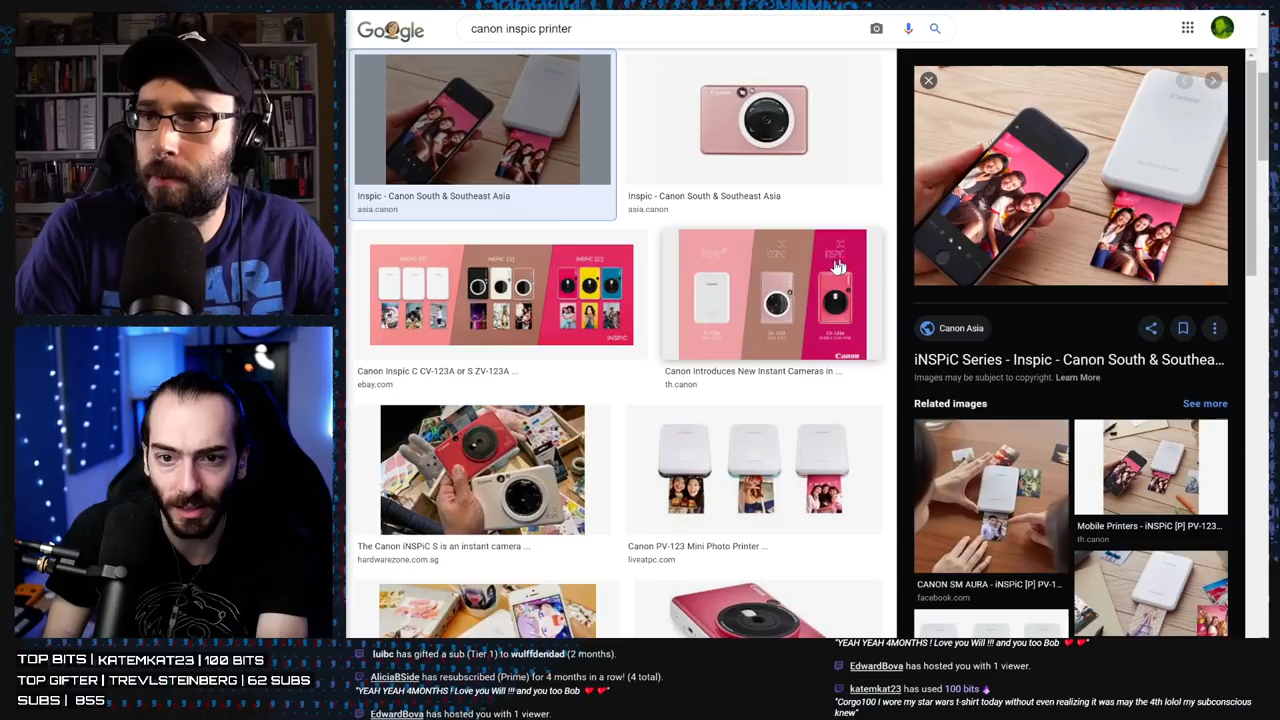 Google
canon inspic printer
Inspic - Canon South & Southeast Asia
asia.canon
Inspic - Canon South & Southeast Asia
asia.canon
iNSPiC [P]
iNSPiC [S]
iNSPiC [C]
iNSPiC
Canon
Canon Inspic C CV-123A or S ZV-123A ...
ebay.com
Canon Introduces New Instant Cameras in ...
th.canon
The Canon iNSPiC S is an instant camera ...
hardwarezone.com.sg
Canon PV-123 Mini Photo Printer ...
liveatpc.com
Canon
Canon Asia
iNSPiC Series - Inspic - Canon South & Southea...
Images may be subject to copyright. Learn More
Related images
See more
CANON SM AURA - iNSPiC [P] PV-1...
facebook.com
Mobile Printers - iNSPiC [P] PV-123...
th.canon
TOP BITS | KATEMKAT23 | 100 BITS
TOP GIFTER | TREVLSTEINBERG | 62 SUBS
SUBS | 855
luibc has gifted a sub (Tier 1) to wulffdendad (2 months).
AliciaBSide has resubscribed (Prime) for 4 months in a row! (4 total).
"YEAH YEAH 4MONTHS ! Love you Will !!! and you too Bob ❤️ ❤️"
EdwardBova has hosted you with 1 viewer.
"YEAH YEAH 4MONTHS ! Love you Will !!! and you too Bob ❤️ ❤️"
EdwardBova has hosted you with 1 viewer.
katemkat23 has used 100 bits
"Corgo100 I wore my star wars t-shirt today without even realizing it was may the 4th lolol my subconscious
knew"